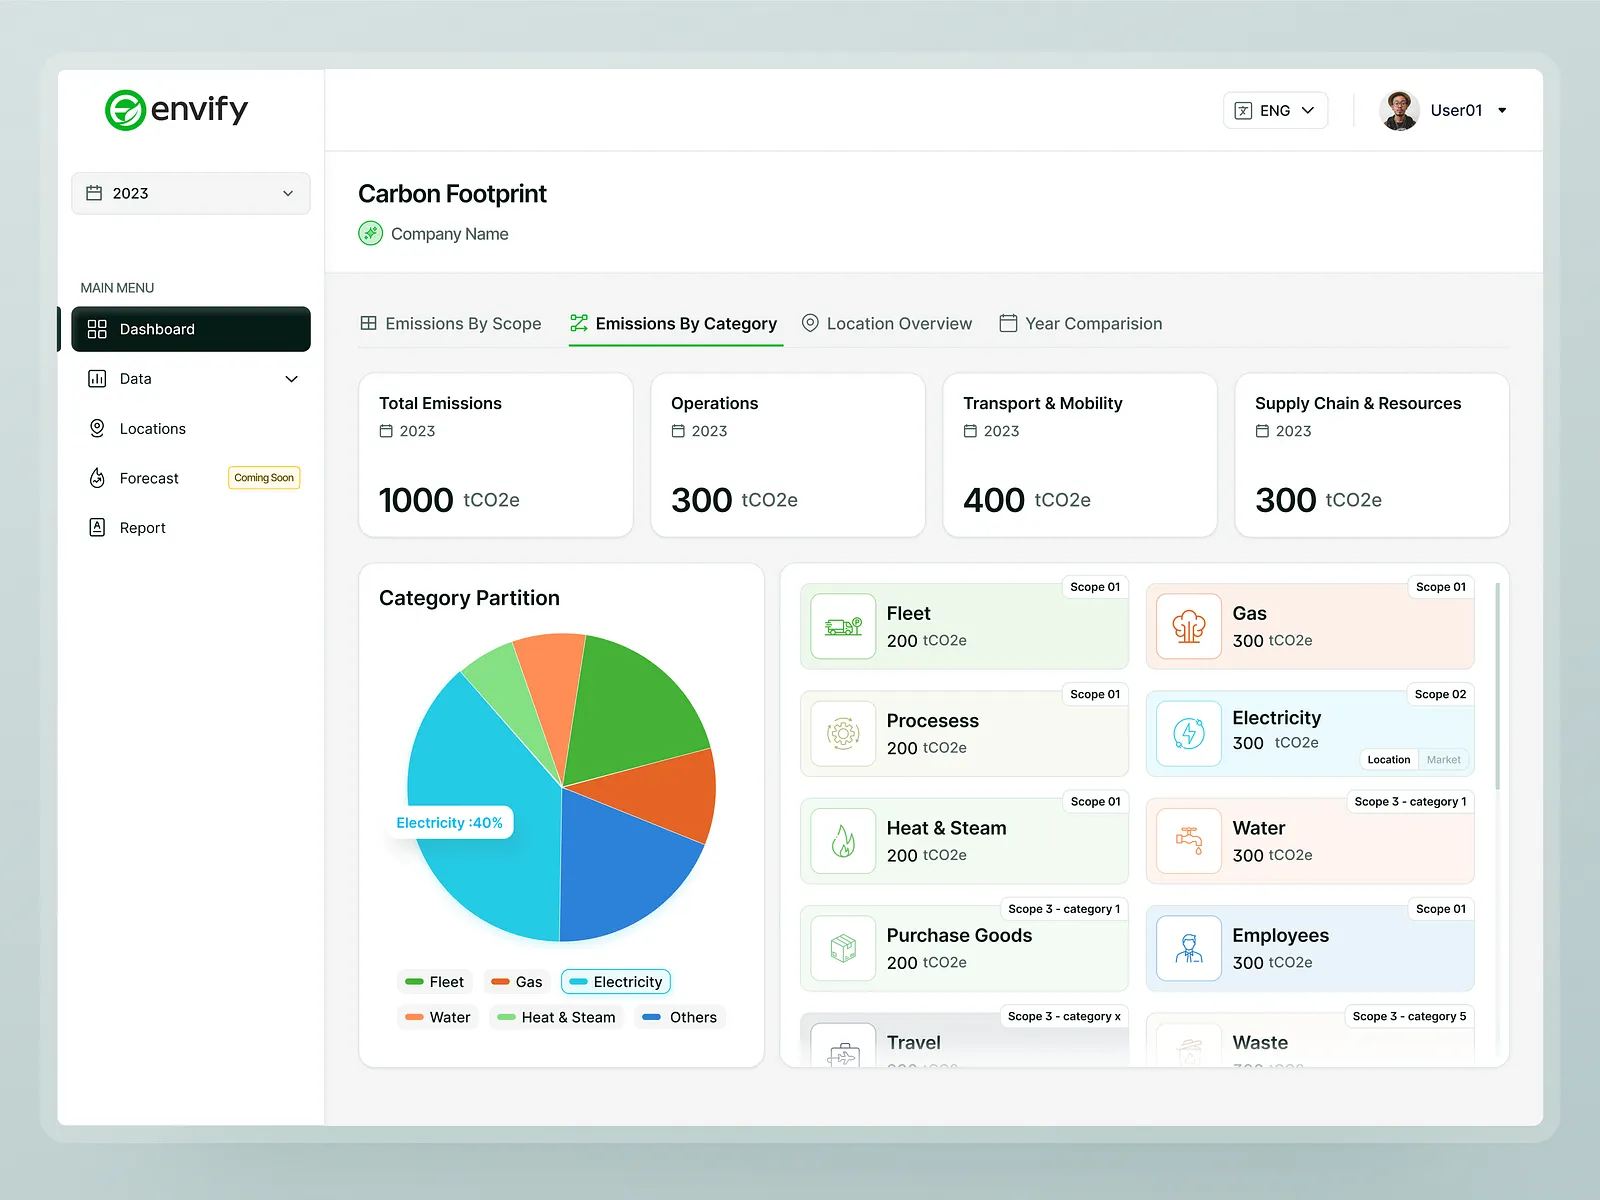 envify
ENG
User01
2023
Carbon Footprint
Company Name
MAIN MENU
Dashboard
Data
Locations
Forecast
Coming Soon
Report
Emissions By Scope
Emissions By Category
Location Overview
Year Comparision
Total Emissions
2023
1000 tCO2e
Operations
2023
300 tCO2e
Transport & Mobility
2023
400 tCO2e
Supply Chain & Resources
2023
300 tCO2e
Category Partition
Electricity :40%
Fleet
Gas
Electricity
Water
Heat & Steam
Others
Scope 01
Fleet
200 tCO2e
Scope 01
Gas
300 tCO2e
Scope 01
Procesess
200 tCO2e
Scope 02
Electricity
300 tCO2e
Location
Market
Scope 01
Heat & Steam
200 tCO2e
Scope 3 - category 1
Water
300 tCO2e
Scope 3 - category 1
Purchase Goods
200 tCO2e
Scope 01
Employees
300 tCO2e
Scope 3 - category x
Travel
Scope 3 - category 5
Waste